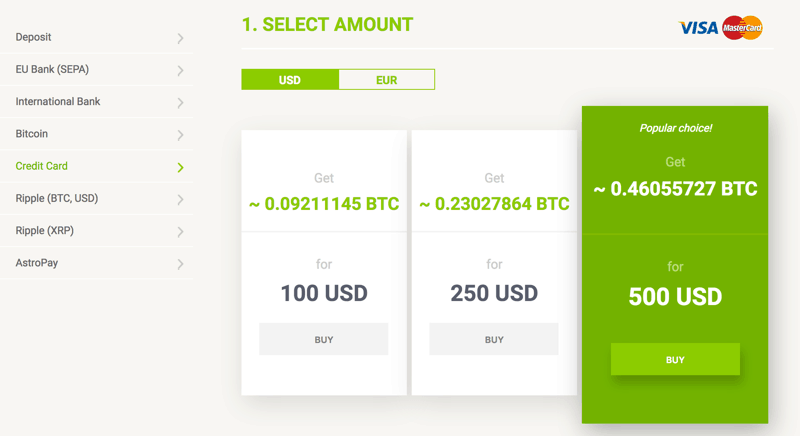 Deposit
EU Bank (SEPA)
International Bank
Bitcoin
Credit Card
Ripple (BTC, USD)
Ripple (XRP)
AstroPay
1. SELECT AMOUNT
VISA MasterCard
USD EUR
Get
~ 0.09211145 BTC
for
100 USD
BUY
Get
~ 0.23027864 BTC
for
250 USD
BUY
Popular choice!
Get
~ 0.46055727 BTC
for
500 USD
BUY